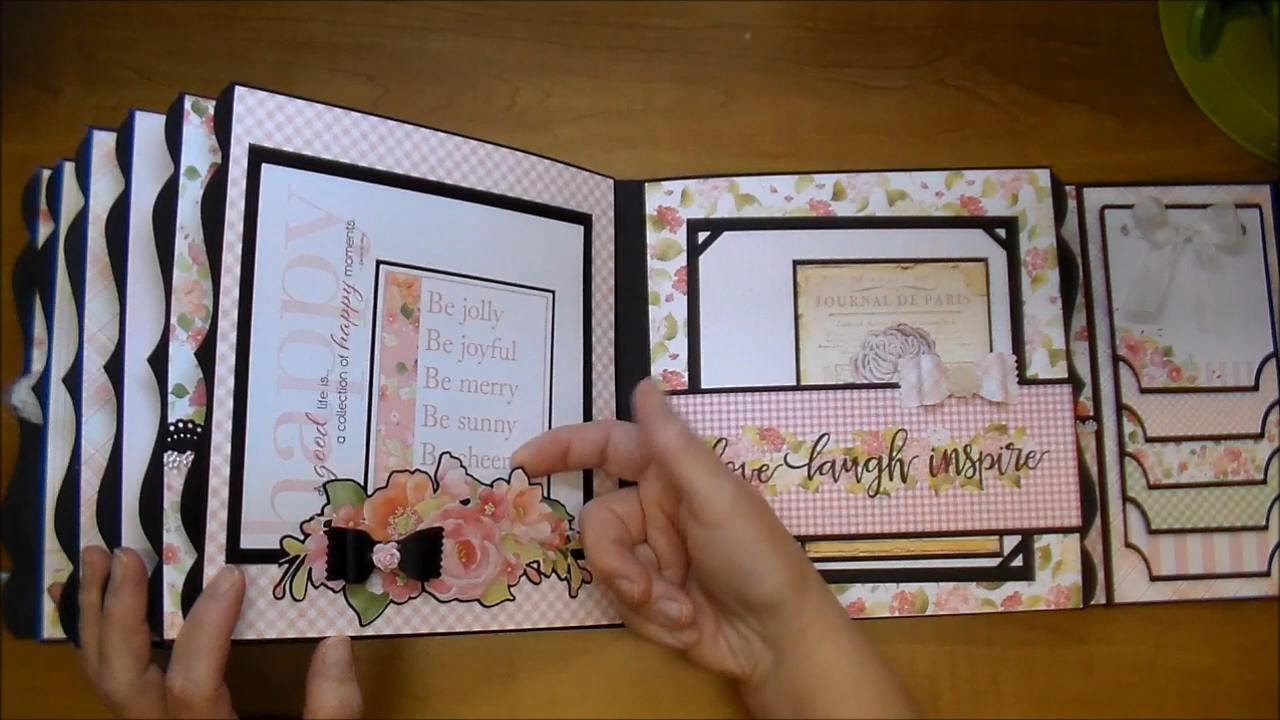 happy
good life is...
a collection of happy moments.
Be jolly
Be joyful
Be merry
Be sunny
JOURNAL DE PARIS
love laugh inspire